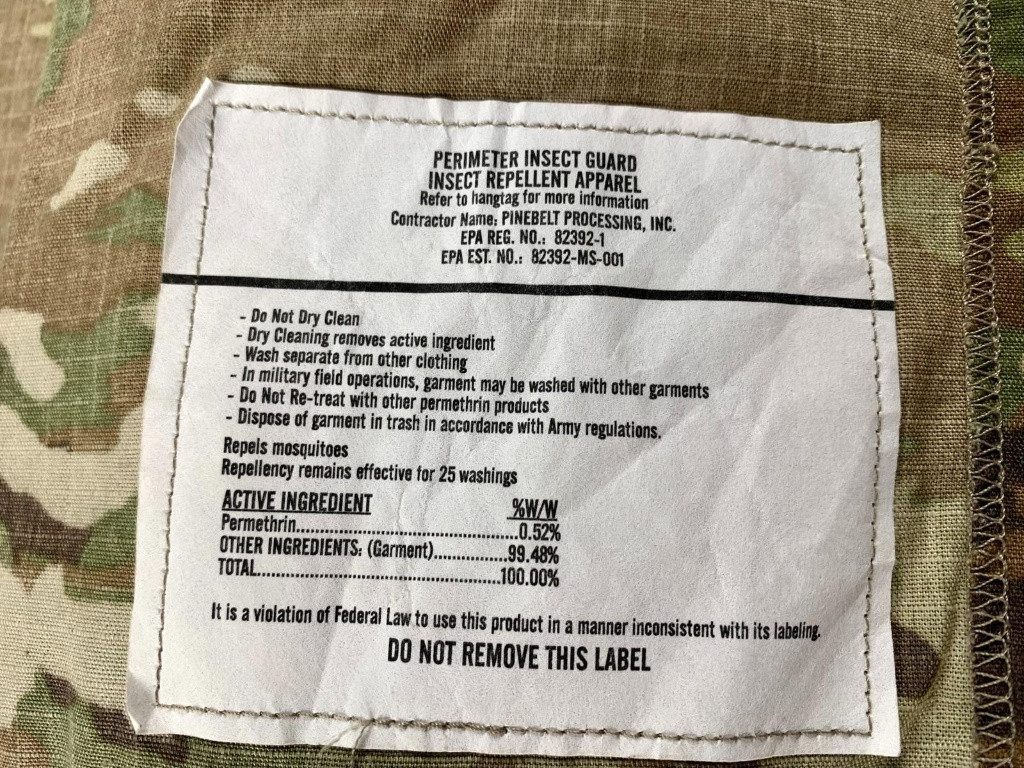 PERIMETER INSECT GUARD
INSECT REPELLENT APPAREL
Refer to hangtag for more information
Contractor Name: PINEBELT PROCESSING, INC.
EPA REG. NO.: 82392-1
EPA EST. NO.: 82392-MS-001
- Do Not Dry Clean
- Dry Cleaning removes active ingredient
- Wash separate from other clothing
- In military field operations, garment may be washed with other garments
- Do Not Re-treat with other permethrin products
- Dispose of garment in trash in accordance with Army regulations.
Repels mosquitoes
Repellency remains effective for 25 washings
ACTIVE INGREDIENT %W/W
Permethrin..........................................0.52%
OTHER INGREDIENTS: (Garment)..............99.48%
TOTAL..............................................100.00%
It is a violation of Federal Law to use this product in a manner inconsistent with its labeling.
DO NOT REMOVE THIS LABEL